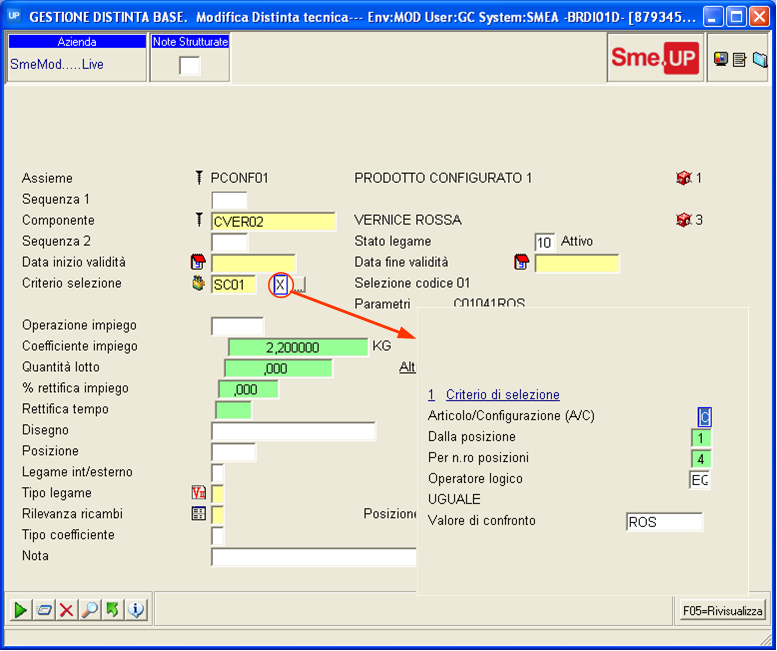 UP GESTIONE DISTINTA BASE. Modifica Distinta tecnica--- Env:MOD User:GC System:SMEA -BRDI01D- [879345...
Azienda
Note Strutturate
SmeMod.....Live
Sme.UP
Assieme PCONF01 PRODOTTO CONFIGURATO 1 1
Sequenza 1
Componente CVER02 VERNICE ROSSA 3
Sequenza 2 Stato legame 10 Attivo
Data inizio validità Data fine validità
Criterio selezione SC01 X ... Selezione codice 01
Parametri C01041ROS
Operazione impiego
Coefficiente impiego 2,200000 KG
Quantità lotto ,000 Alt
% rettifica impiego ,000
Rettifica tempo
Disegno
Posizione
Legame int/esterno
Tipo legame
Rilevanza ricambi Posizione
Tipo coefficiente
Nota
1 Criterio di selezione
Articolo/Configurazione (A/C) C
Dalla posizione 1
Per n.ro posizioni 4
Operatore logico EQ
UGUALE
Valore di confronto ROS
F05=Rivisualizza